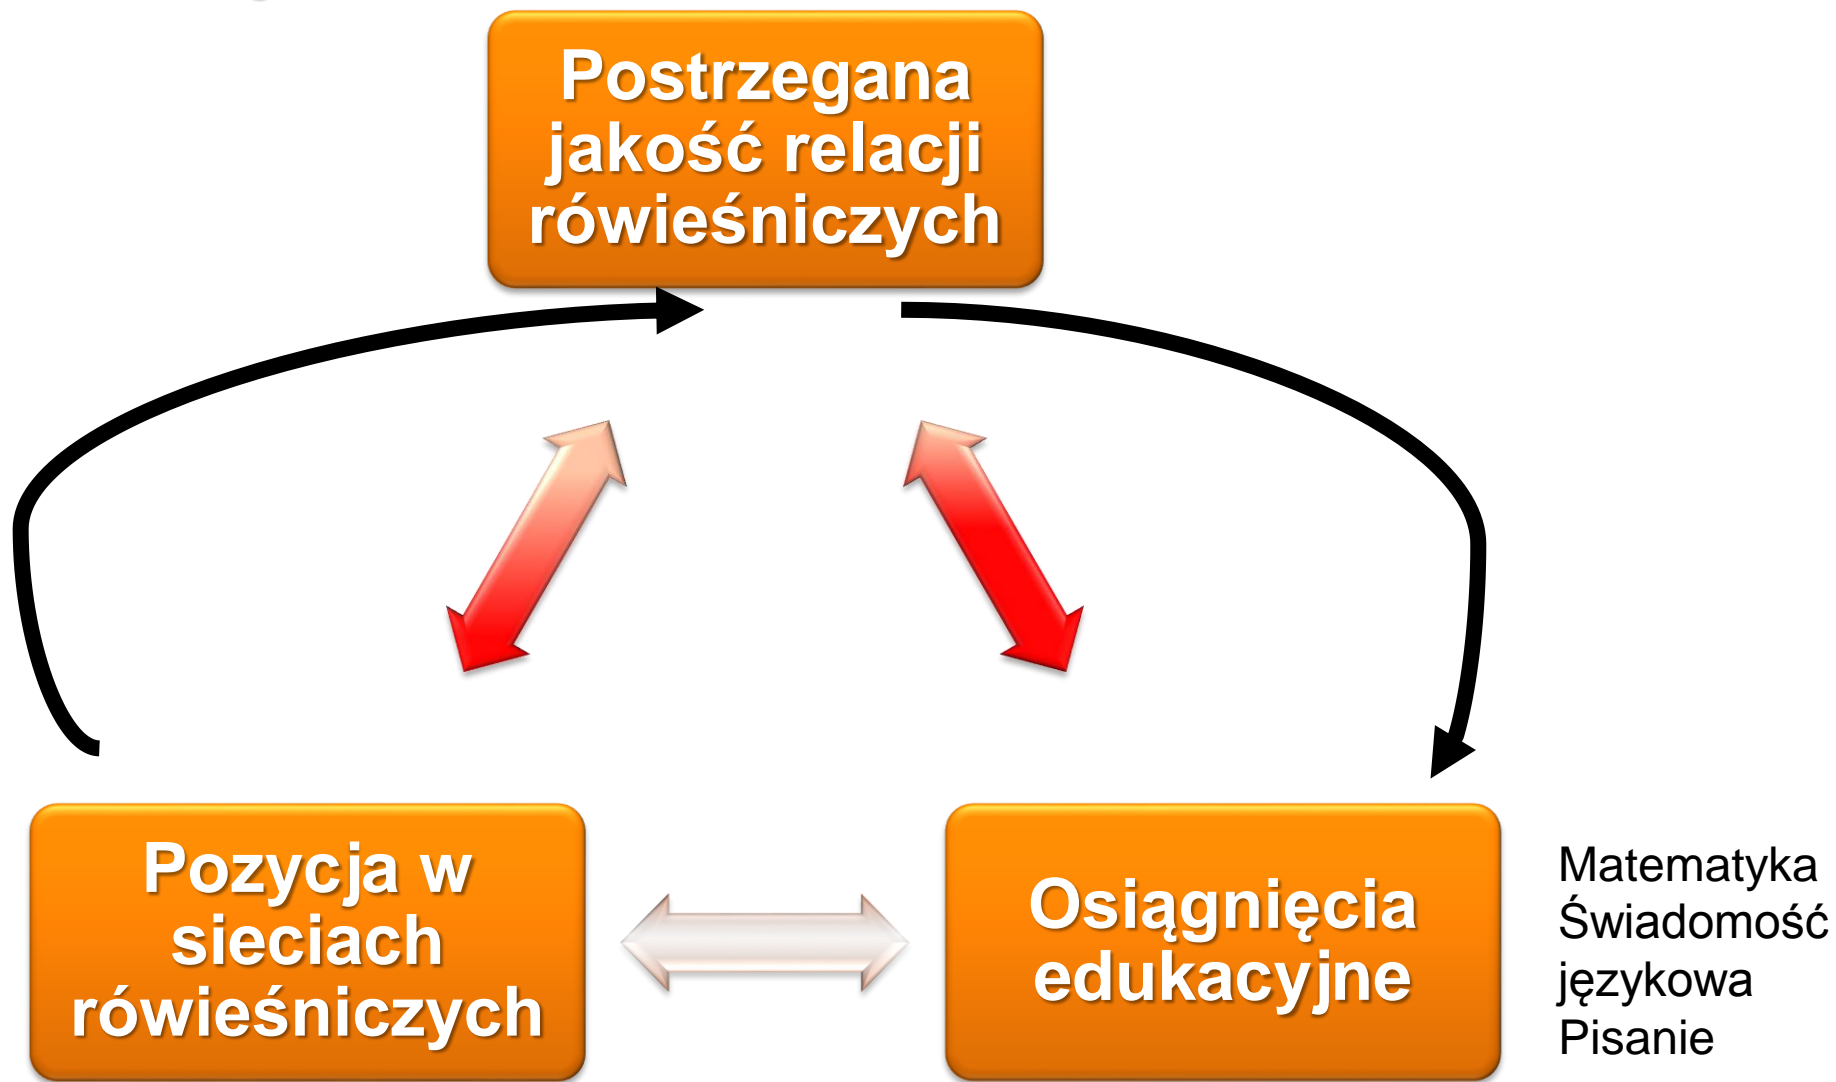 Postrzegana
jakość relacji
rówieśniczych
Pozycja w
sieciach
rówieśniczych
Osiągnięcia
edukacyjne
Matematyka
Świadomość
językowa
Pisanie